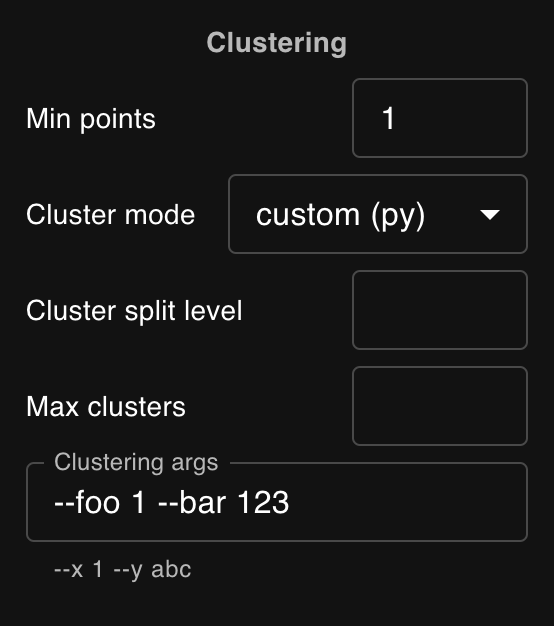 Clustering
Min points 1
Cluster mode custom (py)
Cluster split level
Max clusters
Clustering args
--foo 1 --bar 123
--x 1 --y abc